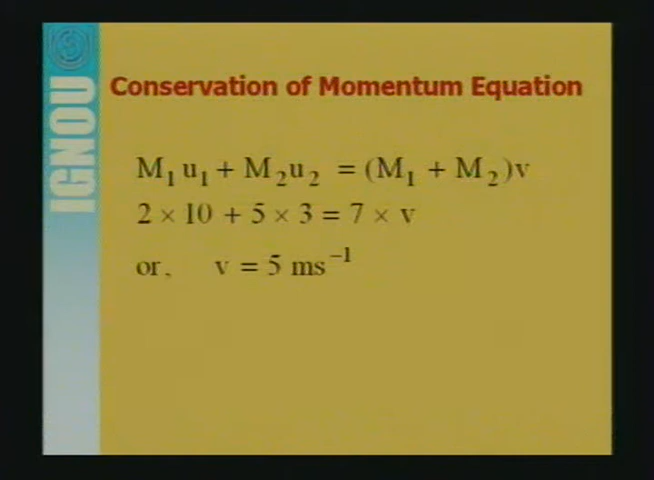 IGNOU
Conservation of Momentum Equation
M₁u₁ + M₂u₂ = (M₁ + M₂)v
2 × 10 + 5 × 3 = 7 × v
or, v = 5 ms⁻¹